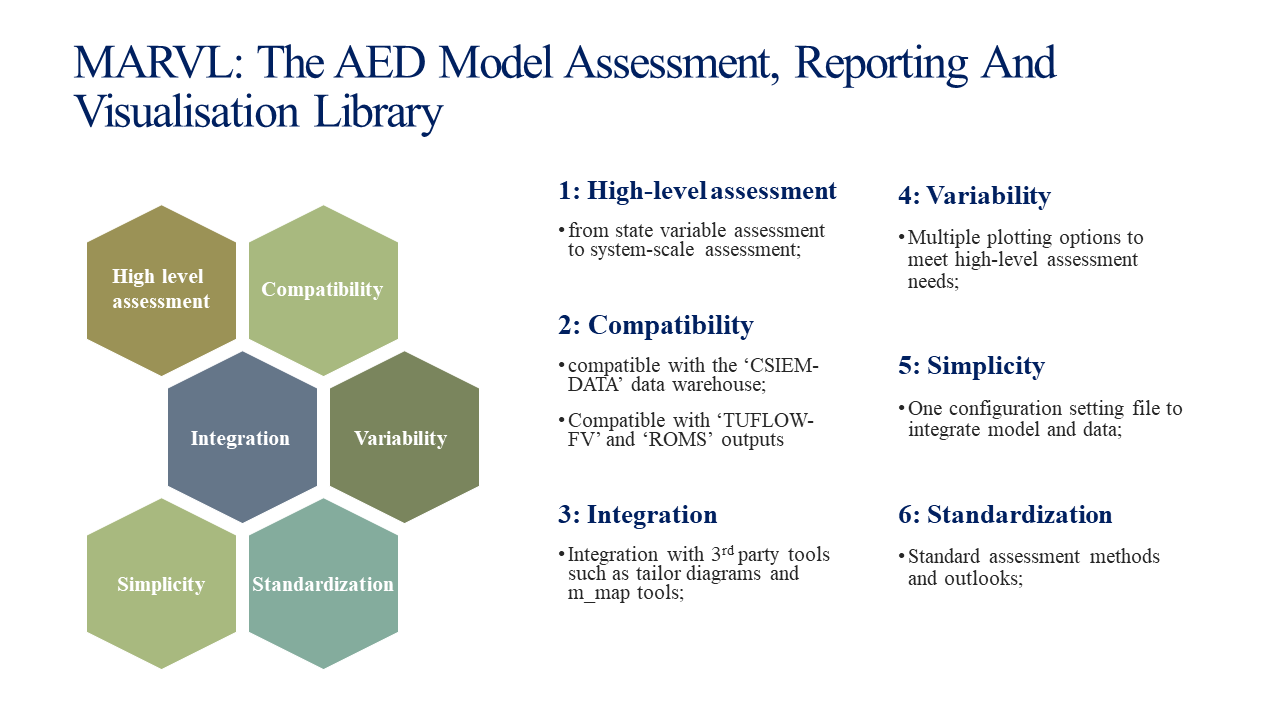 MARVL: The AED Model Assessment, Reporting And
Visualisation Library
High level
assessment
Compatibility
Integration
Variability
Simplicity
Standardization
1: High-level assessment
•from state variable assessment
to system-scale assessment;
2: Compatibility
•compatible with the ‘CSIEM-
DATA’ data warehouse;
•Compatible with ‘TUFLOW-
FV’ and ‘ROMS’ outputs
3: Integration
•Integration with 3rd party tools
such as tailor diagrams and
m_map tools;
4: Variability
•Multiple plotting options to
meet high-level assessment
needs;
5: Simplicity
•One configuration setting file to
integrate model and data;
6: Standardization
•Standard assessment methods
and outlooks;